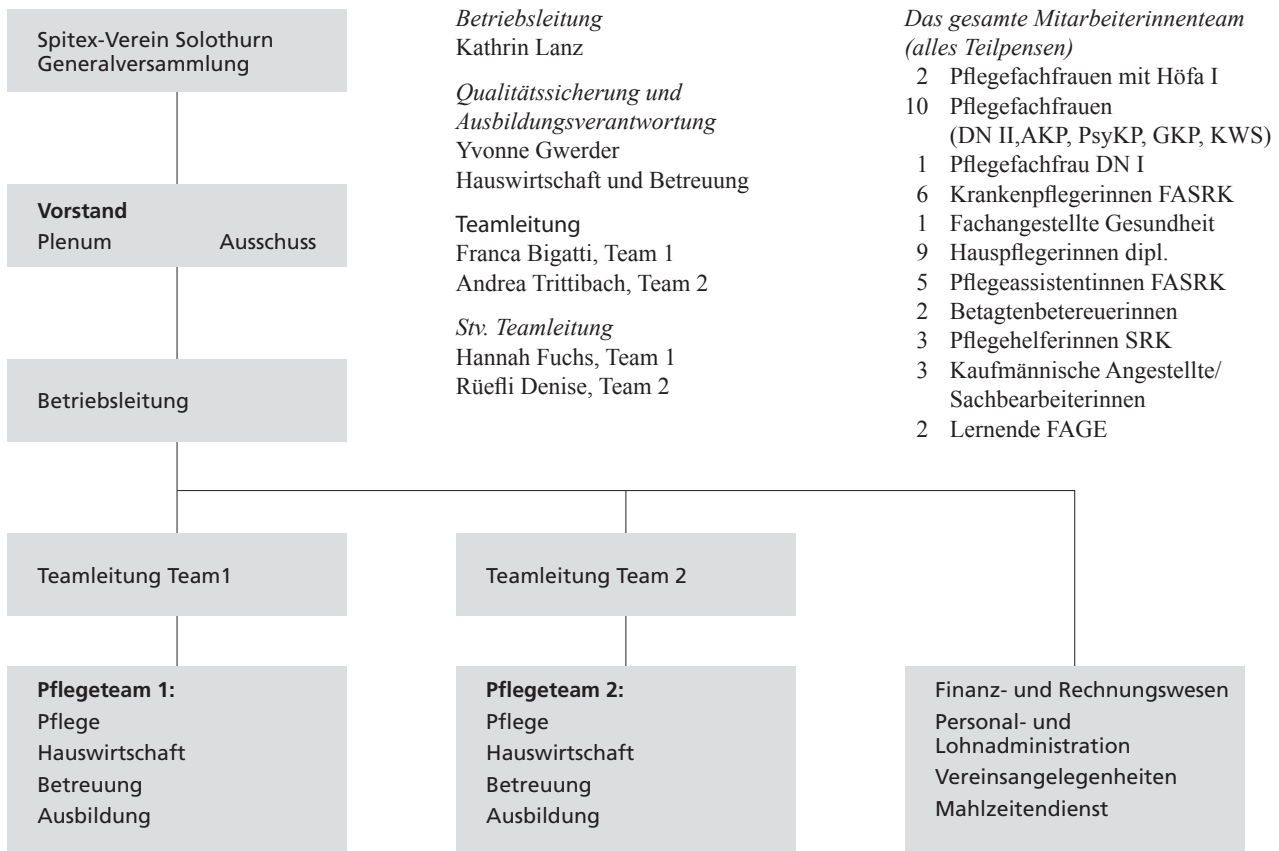 Spitex-Verein Solothurn
Generalversammlung
Vorstand
Plenum Ausschuss
Betriebsleitung
Betriebsleitung
Kathrin Lanz
Qualitätssicherung und
Ausbildungsverantwortung
Yvonne Gwerder
Hauswirtschaft und Betreuung
Teamleitung
Franca Bigatti, Team 1
Andrea Trittibach, Team 2
Stv. Teamleitung
Hannah Fuchs, Team 1
Rüefli Denise, Team 2
Das gesamte Mitarbeiterinnenteam
(alles Teilpensen)
2 Pflegefachfrauen mit Höfa I
10 Pflegefachfrauen
(DN II,AKP, PsyKP, GKP, KWS)
1 Pflegefachfrau DN I
6 Krankenpflegerinnen FASRK
1 Fachangestellte Gesundheit
9 Hauspflegerinnen dipl.
5 Pflegeassistentinnen FASRK
2 Betagtenbetereuerinnen
3 Pflegehelferinnen SRK
3 Kaufmännische Angestellte/
Sachbearbeiterinnen
2 Lernende FAGE
Teamleitung Team1
Teamleitung Team 2
Pflegeteam 1:
Pflege
Hauswirtschaft
Betreuung
Ausbildung
Pflegeteam 2:
Pflege
Hauswirtschaft
Betreuung
Ausbildung
Finanz- und Rechnungswesen
Personal- und
Lohnadministration
Vereinsangelegenheiten
Mahlzeitendienst